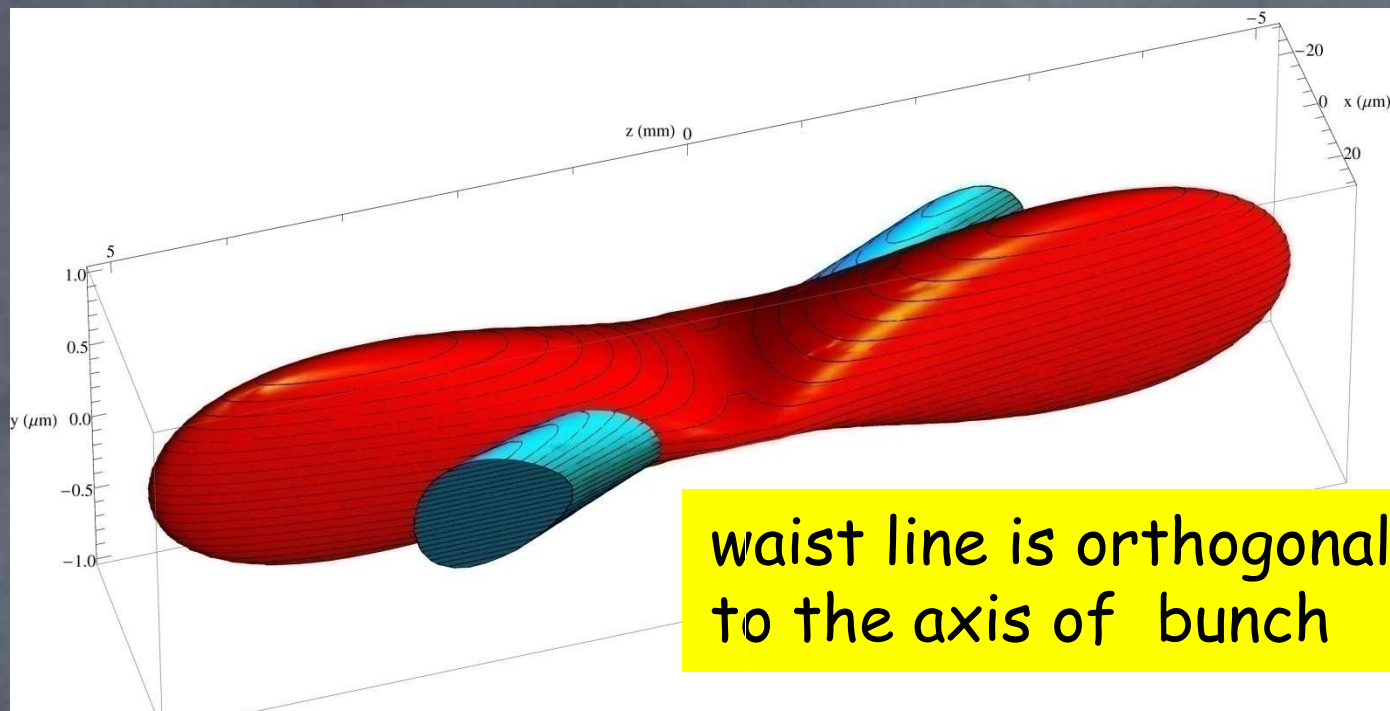 −5
−20
0 x (μm)
20
z (mm) 0
5
1.0
0.5
y (μm) 0.0
−0.5
−1.0
waist line is orthogonal
to the axis of bunch